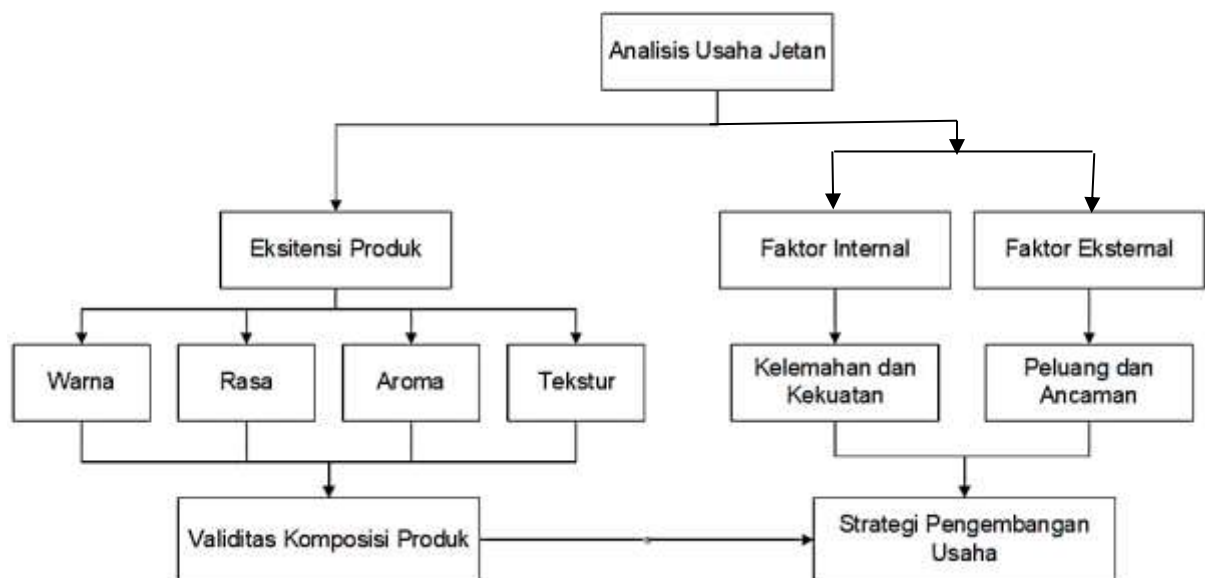 Analisis Usaha Jetan
Eksitensi Produk
Faktor Internal
Faktor Eksternal
Warna
Rasa
Aroma
Tekstur
Kelemahan dan
Kekuatan
Peluang dan
Ancaman
Validitas Komposisi Produk
Strategi Pengembangan
Usaha